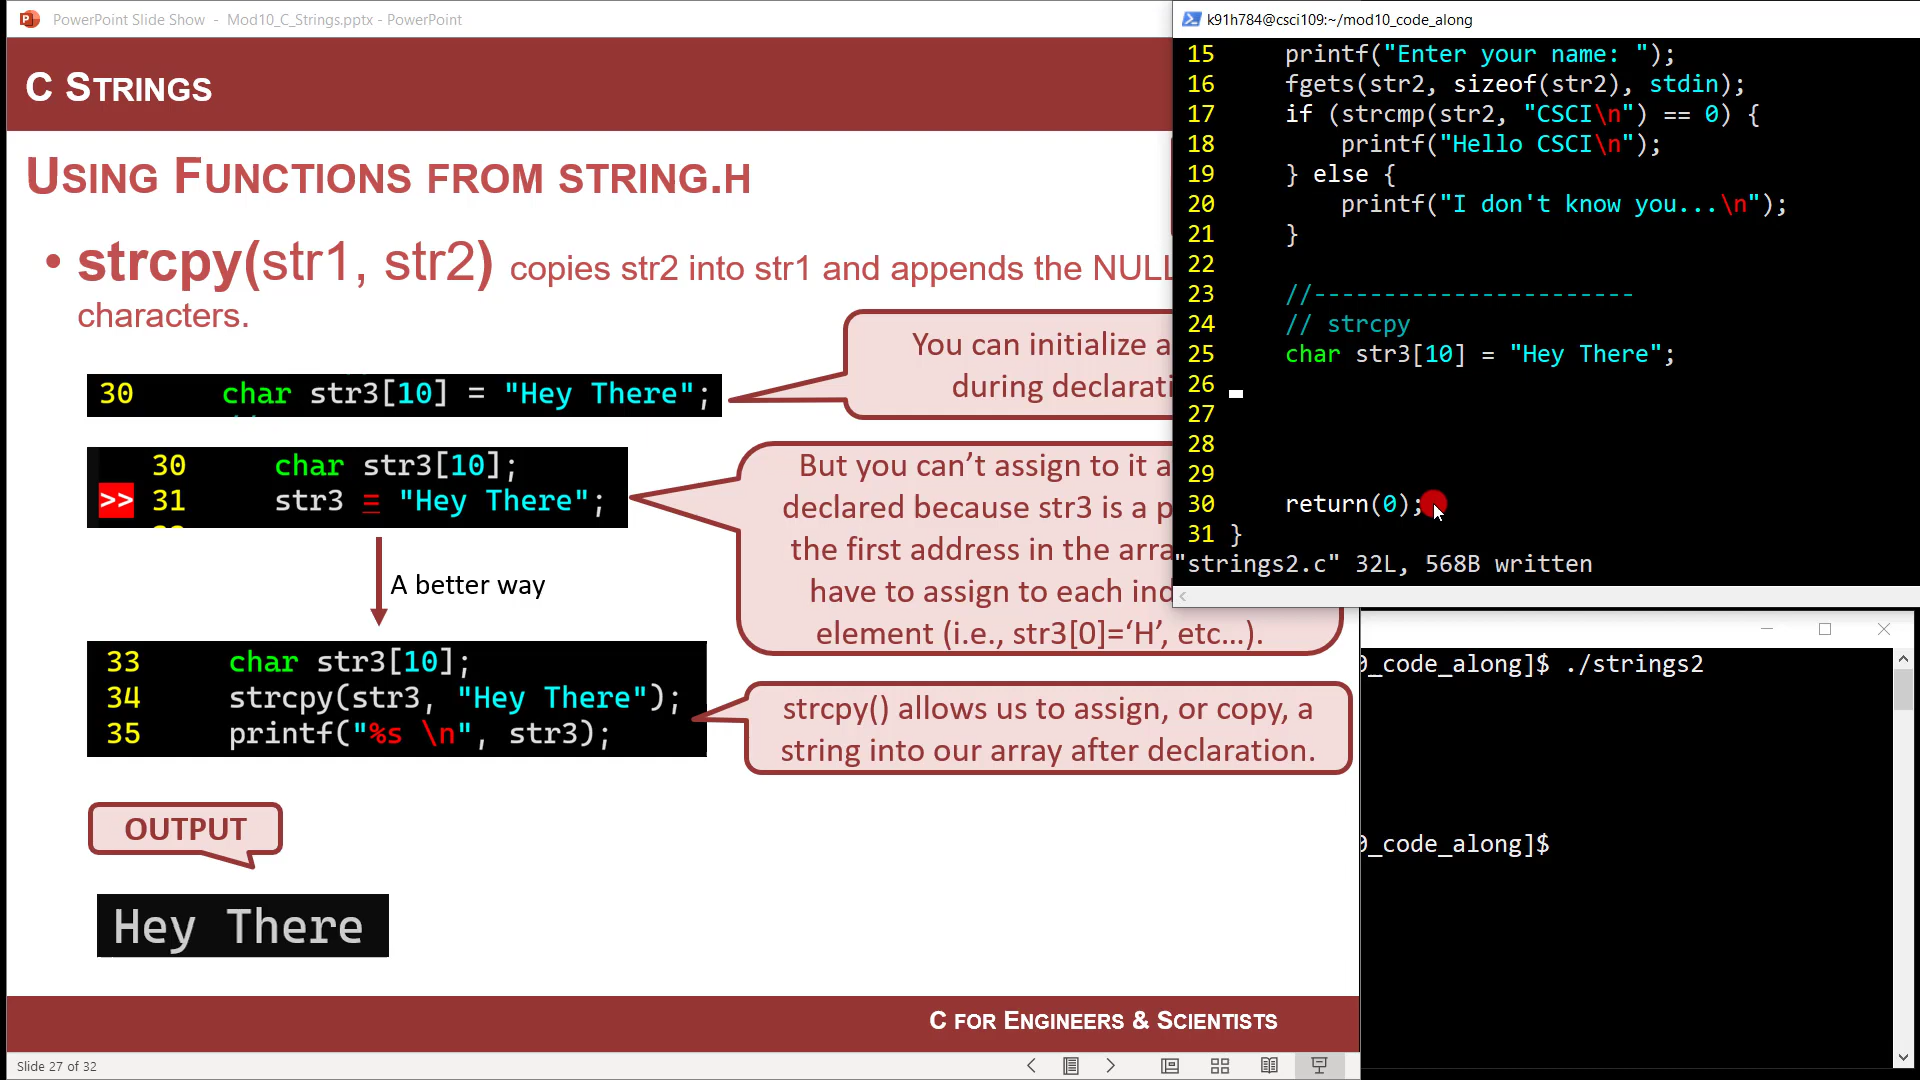 PowerPoint Slide Show - Mod10_C_Strings.pptx - PowerPoint
C STRINGS
USING FUNCTIONS FROM STRING.H
• strcpy(str1, str2) copies str2 into str1 and appends the NULL
characters.
You can initialize a
during declarati
30 char str3[10] = "Hey There";
30 char str3[10];
>> 31 str3 = "Hey There";
But you can't assign to it a
declared because str3 is a p
the first address in the arra
have to assign to each ind
element (i.e., str3[0]='H', etc...).
A better way
33 char str3[10];
34 strcpy(str3, "Hey There");
35 printf("%s \n", str3);
strcpy() allows us to assign, or copy, a
string into our array after declaration.
OUTPUT
Hey There
C FOR ENGINEERS & SCIENTISTS
Slide 27 of 32
k91h784@csci109:~/mod10_code_along
15 printf("Enter your name: ");
16 fgets(str2, sizeof(str2), stdin);
17 if (strcmp(str2, "CSCI\n") == 0) {
18 printf("Hello CSCI\n");
19 } else {
20 printf("I don't know you...\n");
21 }
22
23 //-----------------------
24 // strcpy
25 char str3[10] = "Hey There";
26
27
28
29
30 return(0);
31 }
"strings2.c" 32L, 568B written
_code_along]$ ./strings2
_code_along]$